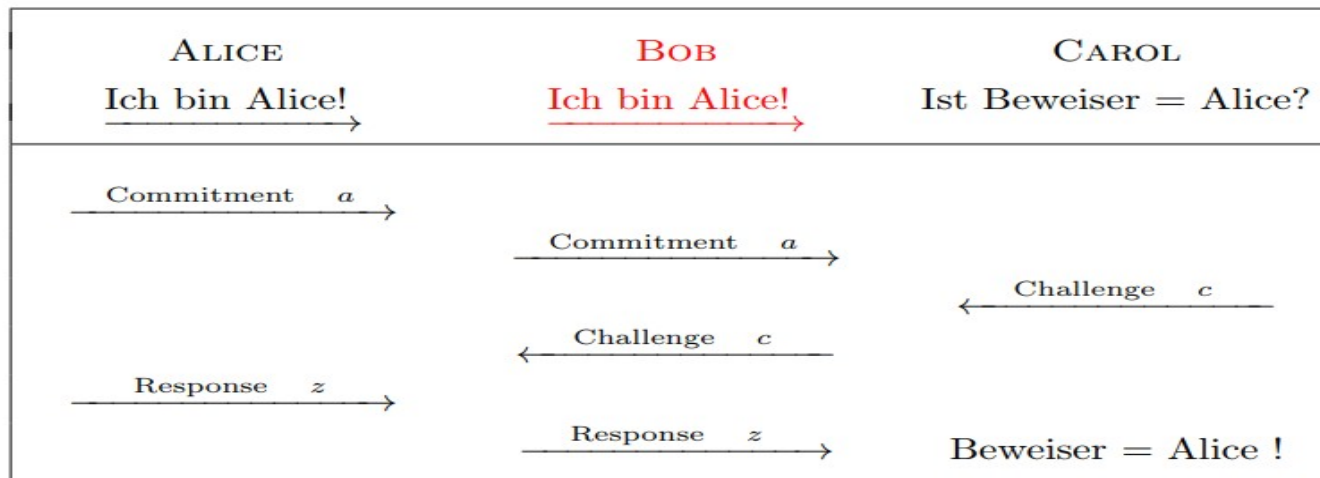 ALICE BOB CAROL
Ich bin Alice! Ich bin Alice! Ist Beweiser = Alice?
Commitment a
Commitment a
Challenge c
Challenge c
Response z
Response z Beweiser = Alice !